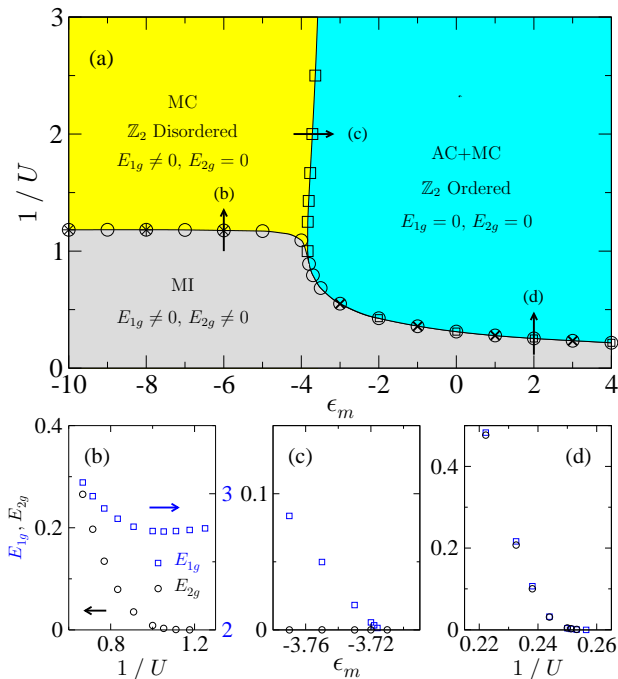 3
(a)
MC
ℤ₂ Disordered
E₁g ≠ 0, E₂g = 0
(c)
AC+MC
ℤ₂ Ordered
E₁g = 0, E₂g = 0
2
1 / U
(b)
1
MI
E₁g ≠ 0, E₂g ≠ 0
(d)
0
-10 -8 -6 -4 -2 0 2 4
ϵₘ
0.4
(b)
3
0.2
E₁g, E₂g
E₁g
E₂g
0
2
0.8 1.2
1 / U
(c)
0.1
0
-3.76 -3.72
ϵₘ
(d)
0.4
0.2
0
0.22 0.24 0.26
1 / U